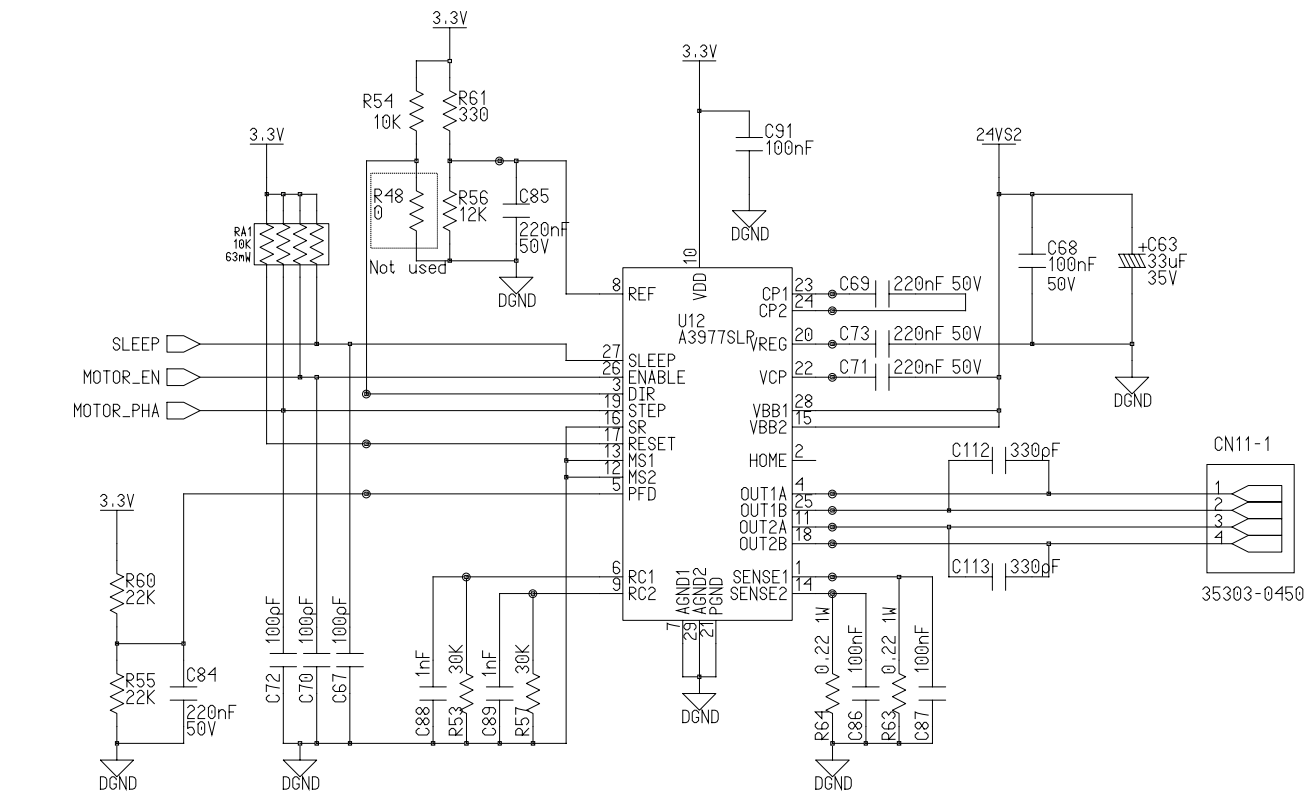 3.3V
R54
10K
R61
330
3.3V
C91
100nF
DGND
24VS2
3.3V
RA1
10K
63mW
R48
0
Not used
R56
12K
C85
220nF
50V
DGND
C68
100nF
50V
+C63
33uF
35V
DGND
10
VDD
U12
A3977SLP
8
REF
27
SLEEP
26
ENABLE
3
DIR
19
STEP
16
SR
17
RESET
13
MS1
12
MS2
5
PFD
6
RC1
9
RC2
CP1
23
CP2
24
VREG
20
VCP
22
VBB1
28
VBB2
15
HOME
2
OUT1A
4
OUT1B
25
OUT2A
11
OUT2B
18
SENSE1
1
SENSE2
14
AGND1
AGND2
PGND
7
29
21
DGND
C69
220nF 50V
C73
220nF 50V
C71
220nF 50V
SLEEP
MOTOR_EN
MOTOR_PHA
C112
330pF
C113
330pF
CN11-1
1
2
3
4
35303-0450
3.3V
R60
22K
R55
22K
C84
220nF
50V
DGND
C72
100pF
C70
100pF
C67
100pF
DGND
C88
1nF
R53
30K
C89
1nF
R57
30K
R64
0.22 1W
C86
100nF
R63
0.22 1W
C87
100nF
DGND